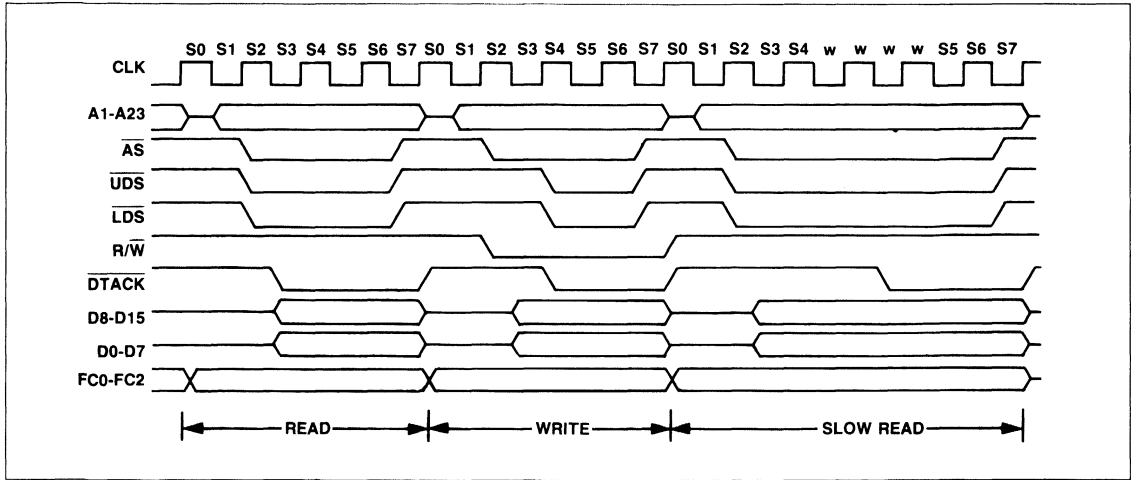 S0 S1 S2 S3 S4 S5 S6 S7 S0 S1 S2 S3 S4 S5 S6 S7 S0 S1 S2 S3 S4 w w w w S5 S6 S7
CLK
A1-A23
AS
UDS
LDS
R/W
DTACK
D8-D15
D0-D7
FC0-FC2
READ WRITE SLOW READ